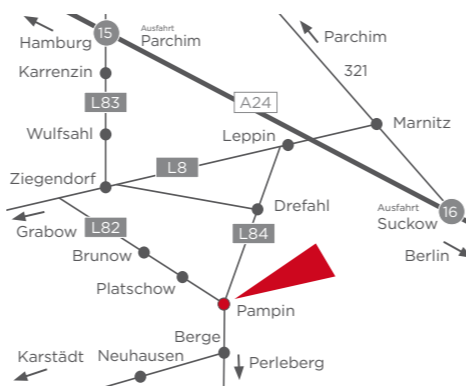 15
Ausfahrt
Parchim
Hamburg
Parchim
Karrenzin
321
L83
A24
Wulfsahl
Leppin
Marnitz
L8
Ziegendorf
Drefahl
Ausfahrt
Suckow
16
Grabow
L82
L84
Brunow
Berlin
Platschow
Pampin
Berge
Karstädt
Neuhausen
Perleberg